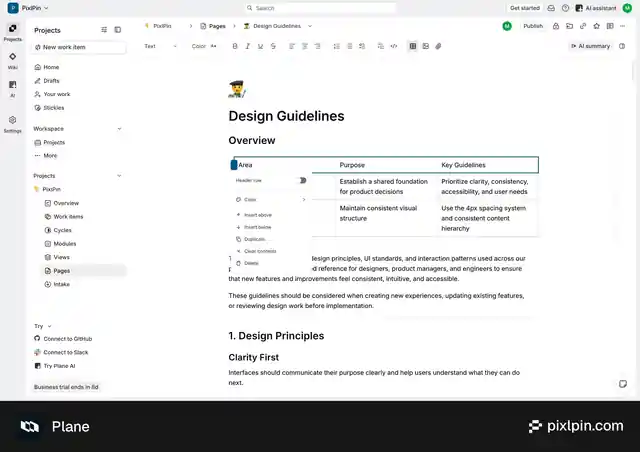 PixlPin
Search
Get started
AI assistant
M
Projects
Wiki
AI
Settings
Projects
New work item
Home
Drafts
Your work
Stickies
Workspace
Projects
More
Projects
PixlPin
Overview
Work items
Cycles
Modules
Views
Pages
Intake
Try
Connect to GitHub
Connect to Slack
Try Plane AI
Business trial ends in 8d
PixlPin > Pages > Design Guidelines
M Publish
Text Color Aa B I U S
AI summary
Design Guidelines
Overview
Area Purpose Key Guidelines
Establish a shared foundation for product decisions
Prioritize clarity, consistency, accessibility, and user needs
Maintain consistent visual structure
Use the 4px spacing system and consistent content hierarchy
Header row
Color
Insert above
Insert below
Duplicate
Clear contents
Delete
design principles, UI standards, and interaction patterns used across our
reference for designers, product managers, and engineers to ensure
that new features and improvements feel consistent, intuitive, and accessible.
These guidelines should be considered when creating new experiences, updating existing features,
or reviewing design work before implementation.
1. Design Principles
Clarity First
Interfaces should communicate their purpose clearly and help users understand what they can do
next.
Plane
pixlpin.com